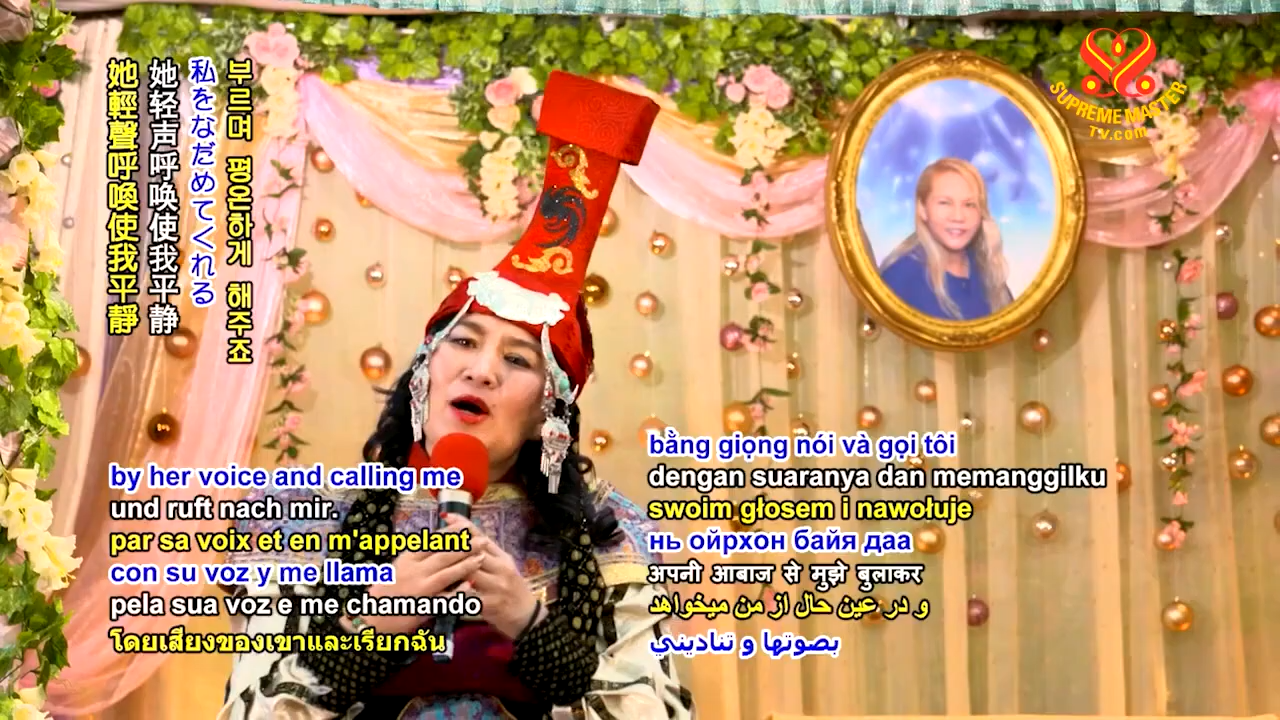 부르며 평온하게 해주죠
私をなだめてくれる
她轻声呼唤使我平静
她輕聲呼喚使我平靜
SUPREME MASTER
TV.com
by her voice and calling me
und ruft nach mir.
par sa voix et en m'appelant
con su voz y me llama
pela sua voz e me chamando
โดยเสียงของเขาและเรียกฉัน
bằng giọng nói và gọi tôi
dengan suaranya dan memanggilku
swoim głosem i nawołuje
нь ойрхон байя даа
अपनी आबाज से मुझे बुलाकर
و در عین حال از من میخواهد
بصوتها و تناديني